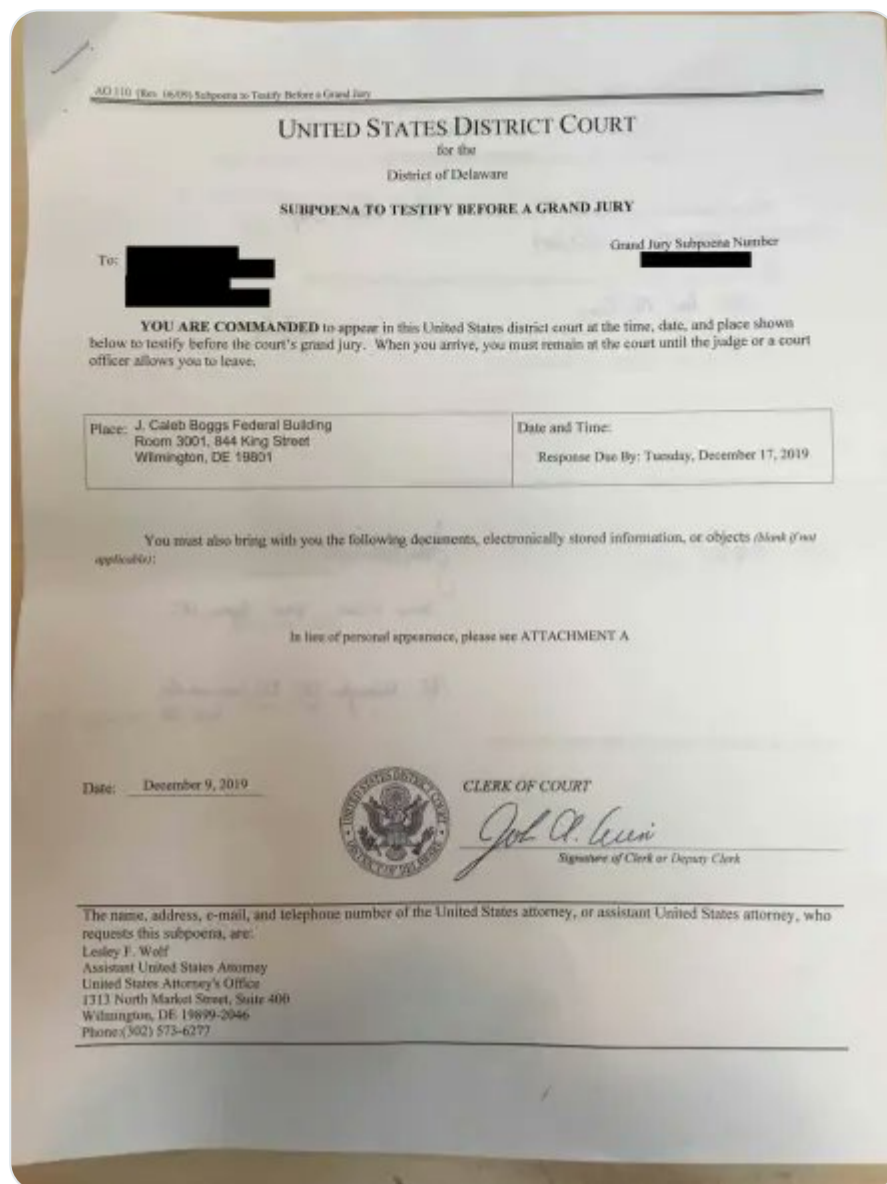 AO 110 (Rev. 06/09) Subpoena to Testify Before a Grand Jury
UNITED STATES DISTRICT COURT
for the
District of Delaware
SUBPOENA TO TESTIFY BEFORE A GRAND JURY
Grand Jury Subpoena Number
To:
YOU ARE COMMANDED to appear in this United States district court at the time, date, and place shown
below to testify before the court's grand jury. When you arrive, you must remain at the court until the judge or a court
officer allows you to leave.
Place: J. Caleb Boggs Federal Building
Room 3001, 844 King Street
Wilmington, DE 19801
Date and Time:
Response Due By: Tuesday, December 17, 2019
You must also bring with you the following documents, electronically stored information, or objects (blank if not
applicable):
In lieu of personal appearance, please see ATTACHMENT A
Date: December 9, 2019
UNITED STATES DISTRICT COURT
DISTRICT OF DELAWARE
CLERK OF COURT
Signature of Clerk or Deputy Clerk
The name, address, e-mail, and telephone number of the United States attorney, or assistant United States attorney, who
requests this subpoena, are:
Lesley F. Wolf
Assistant United States Attorney
United States Attorney's Office
1313 North Market Street, Suite 400
Wilmington, DE 19899-2046
Phone:(302) 573-6277